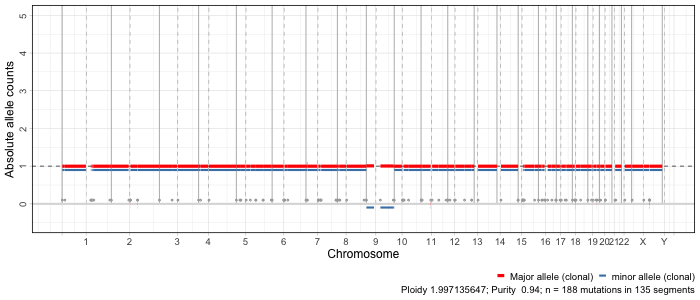 Absolute allele counts
5
4
3
2
1
0
1 2 3 4 5 6 7 8 9 10 11 12 13 14 15 16 17 18 19 20 21 22 X Y
Chromosome
Major allele (clonal) minor allele (clonal)
Ploidy 1.997135647; Purity 0.94; n = 188 mutations in 135 segments